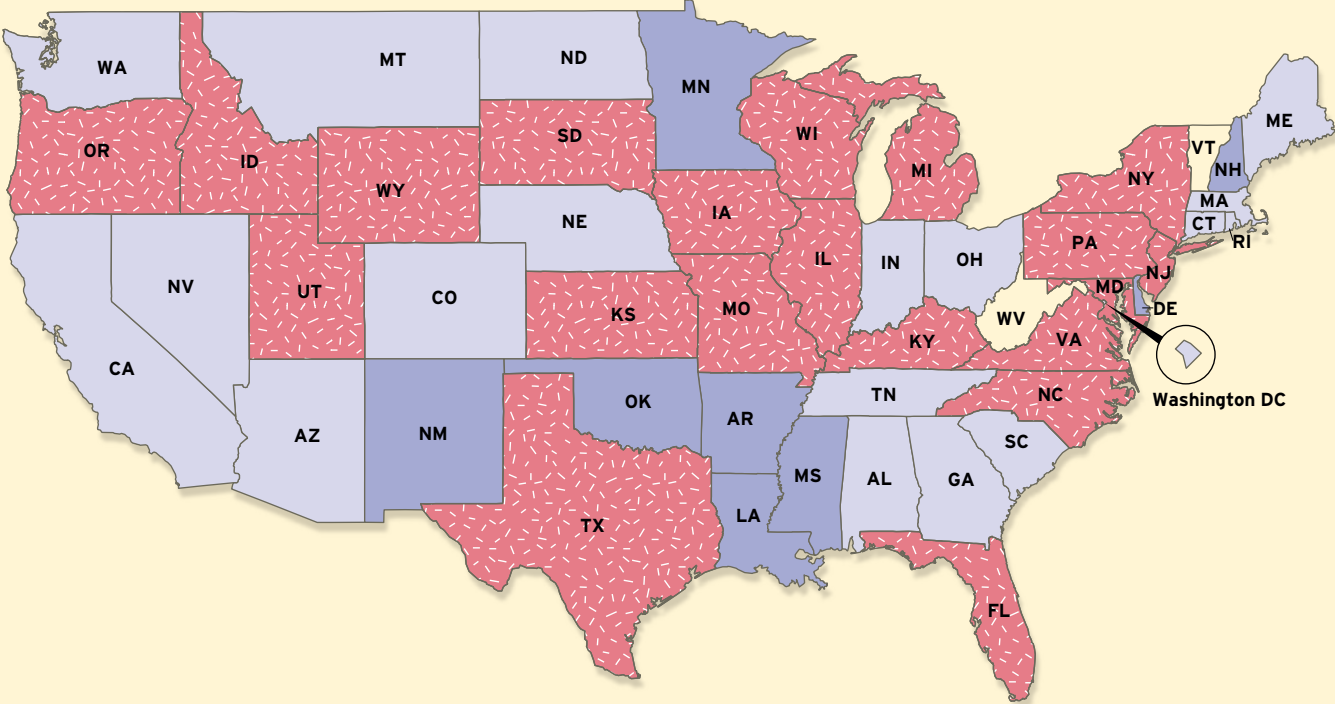 WA
MT
ND
MN
ME
VT
NH
OR
ID
SD
WI
NY
MI
WY
MA
CT
RI
IA
NE
PA
IL
IN
OH
NJ
NV
UT
CO
MD
DE
KS
MO
WV
KY
VA
CA
TN
NC
Washington DC
OK
AR
AZ
NM
SC
MS
AL
GA
LA
TX
FL